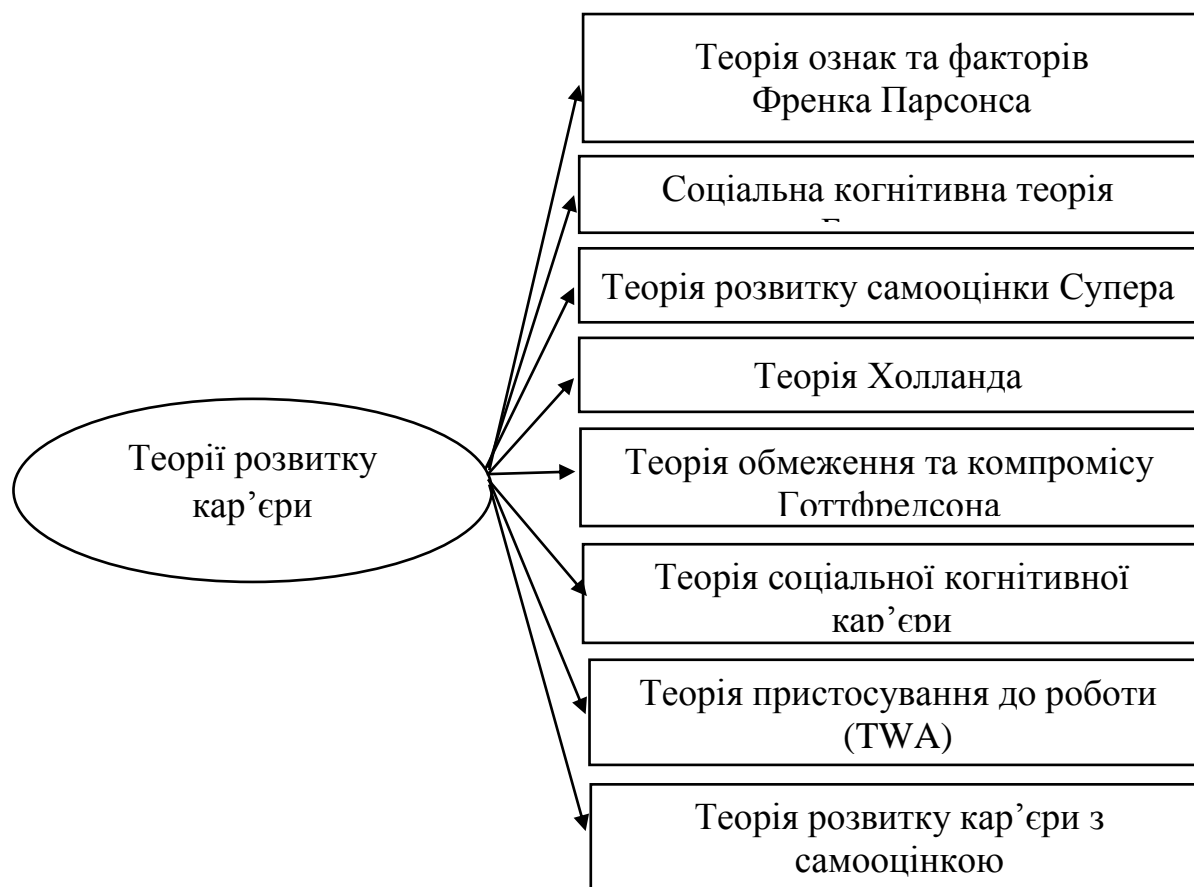 Теорія ознак та факторів
Френка Парсонса
Соціальна когнітивна теорія
Теорія розвитку самооцінки Супера
Теорія Холланда
Теорії розвитку
кар’єри
Теорія обмеження та компромісу
Готтфредсона
Теорія соціальної когнітивної
кар’єри
Теорія пристосування до роботи
(TWA)
Теорія розвитку кар’єри з
самооцінкою